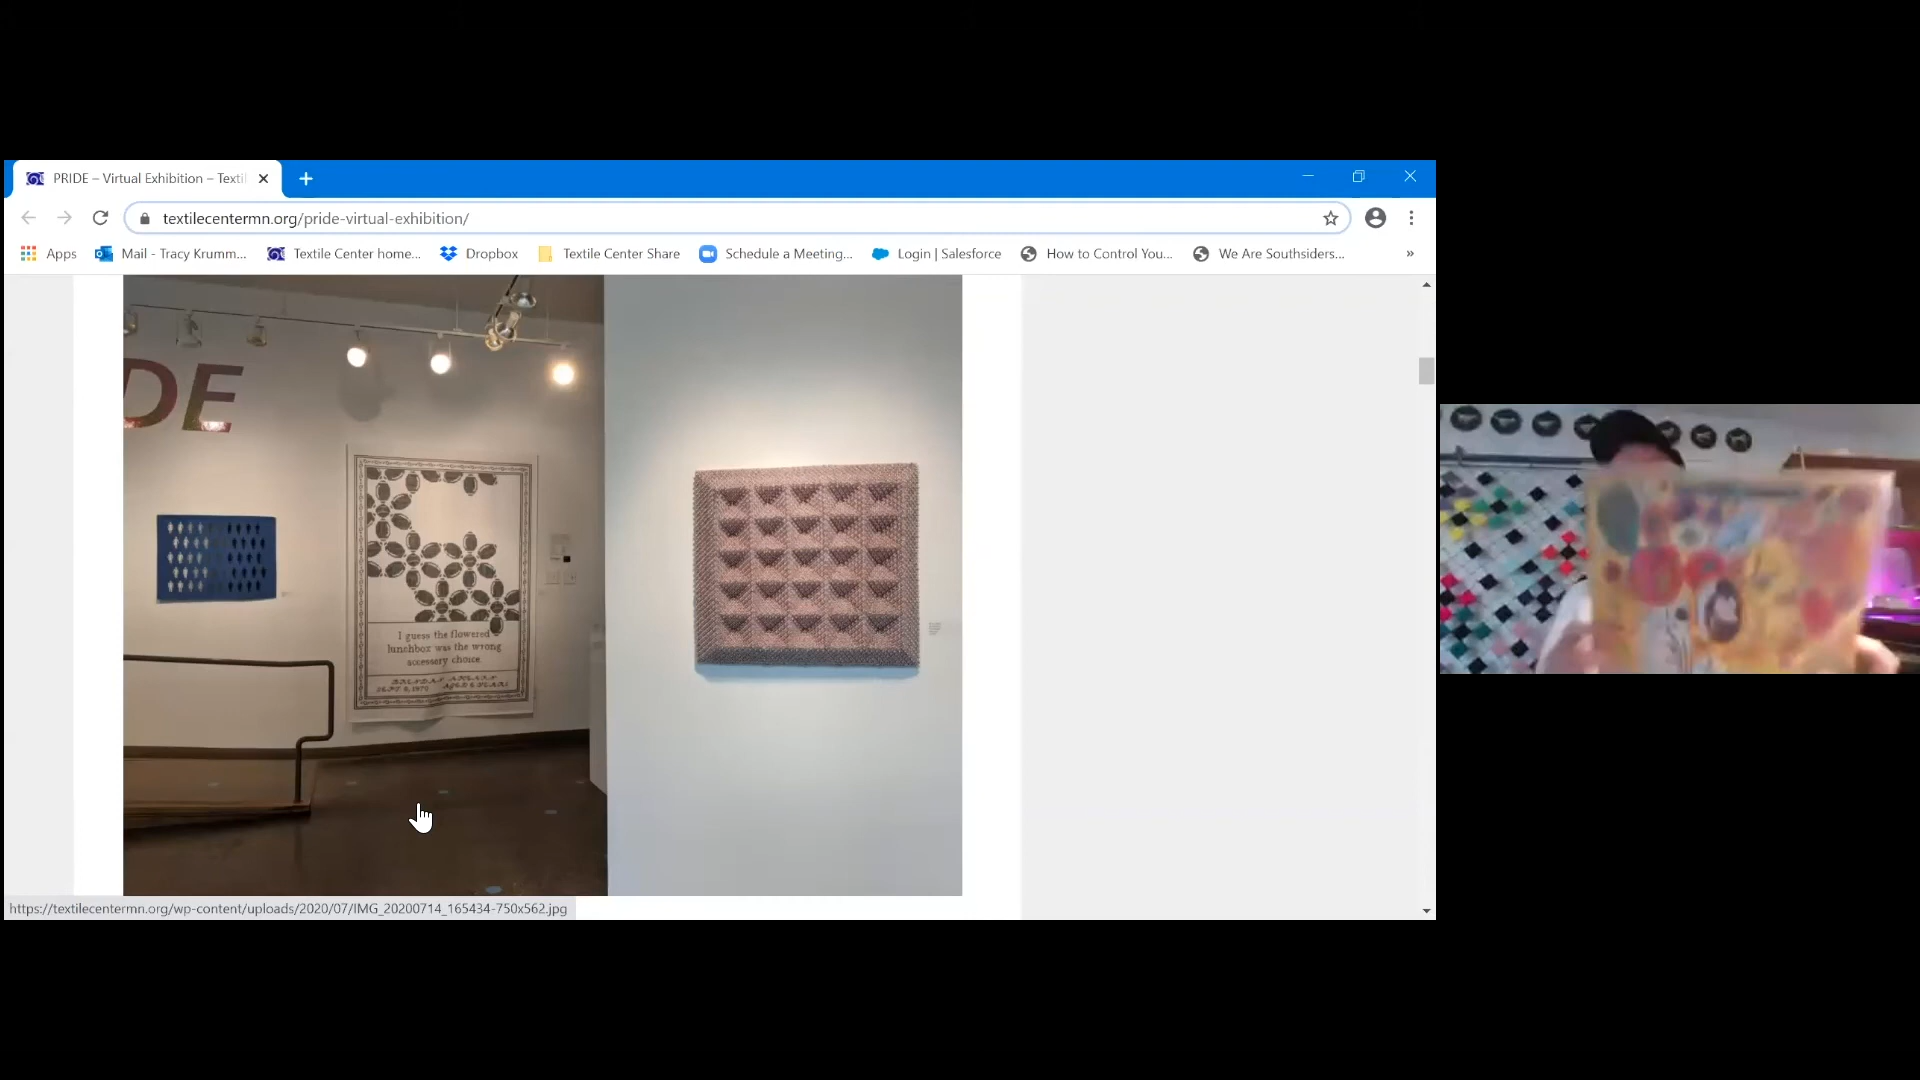 PRIDE – Virtual Exhibition – Texti
textilecentermn.org/pride-virtual-exhibition/
Apps
Mail - Tracy Krumm...
Textile Center home...
Dropbox
Textile Center Share
Schedule a Meeting...
Login | Salesforce
How to Control You...
We Are Southsiders...
»
DE
I guess the flowered
lunchbox was the wrong
accessory choice.
https://textilecentermn.org/wp-content/uploads/2020/07/IMG_20200714_165434-750x562.jpg